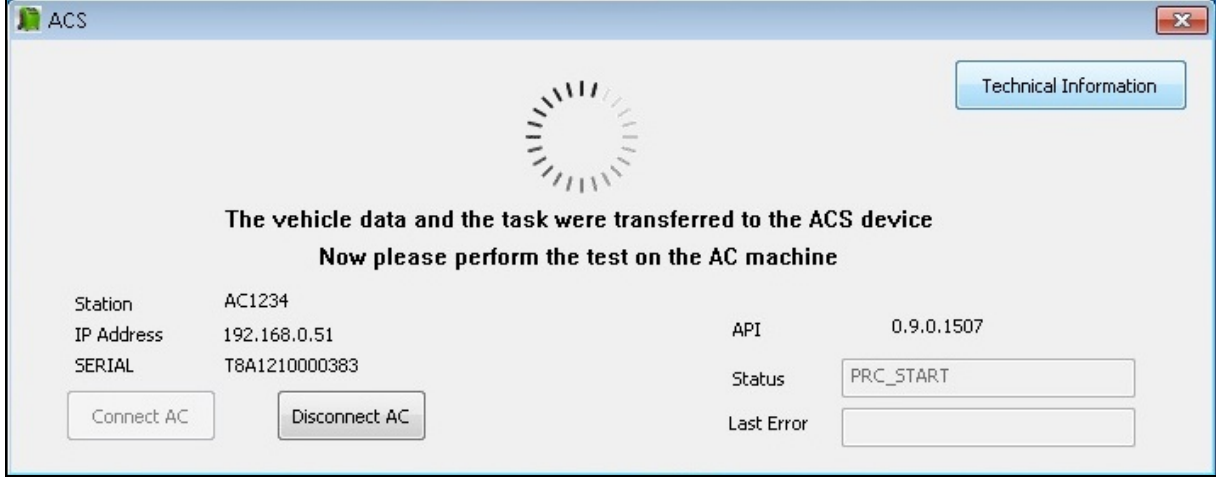 ACS
Technical Information
The vehicle data and the task were transferred to the ACS device
Now please perform the test on the AC machine
Station AC1234
IP Address 192.168.0.51
SERIAL T8A1210000383
API 0.9.0.1507
Status PRC_START
Last Error
Connect AC
Disconnect AC